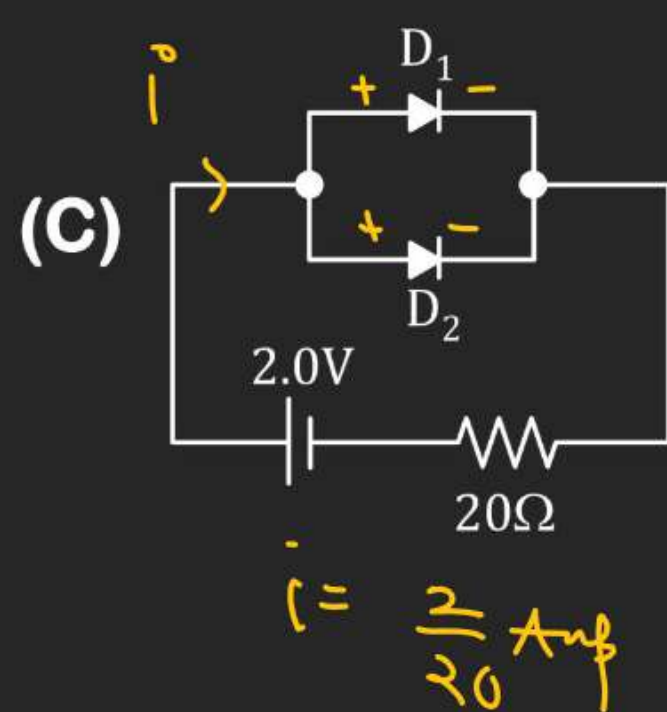 i
D₁
+ -
(C)
+ -
D₂
2.0V
20Ω
i = 2/20 Amp